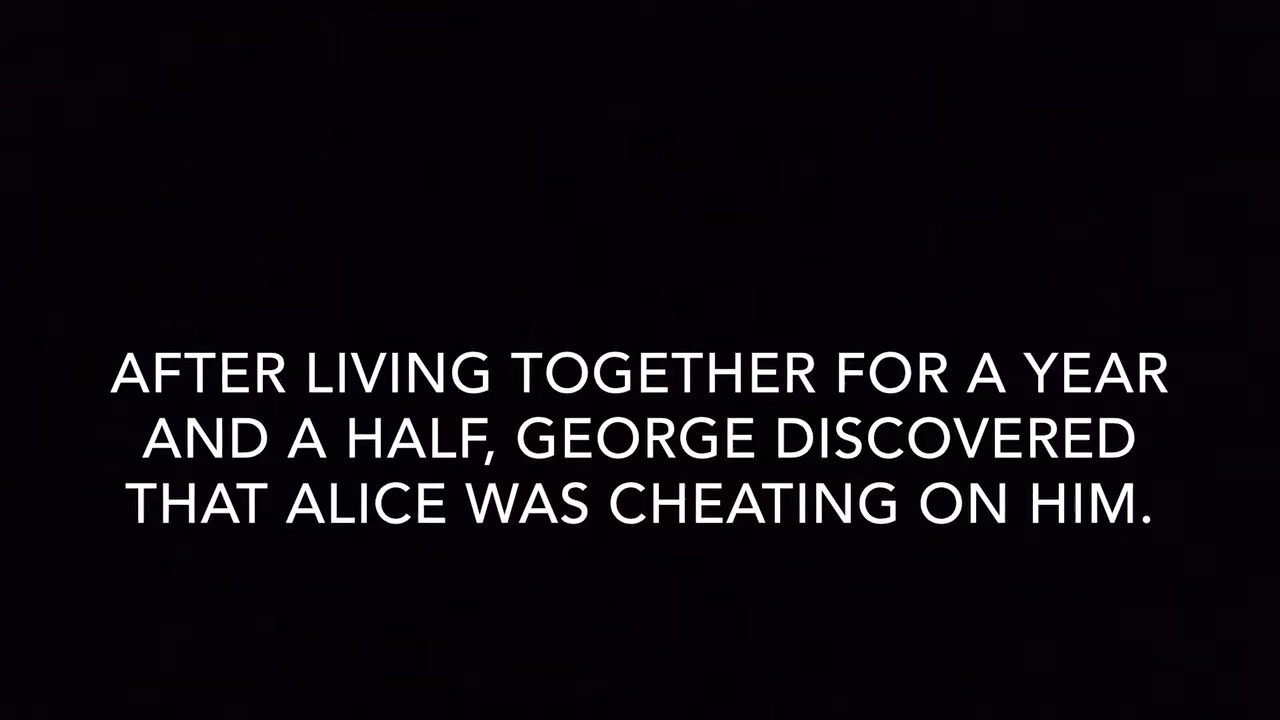 AFTER LIVING TOGETHER FOR A YEAR
AND A HALF, GEORGE DISCOVERED
THAT ALICE WAS CHEATING ON HIM.